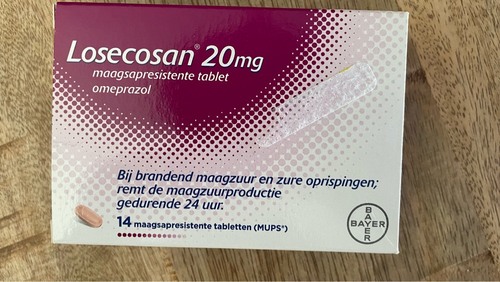 Losecosan® 20mg
maagsapresistente tablet
omeprazol
Bij brandend maagzuur en zure oprispingen;
remt de maagzuurproductie
gedurende 24 uur.
14 maagsapresistente tabletten (MUPS®)
BAYER
BAYER